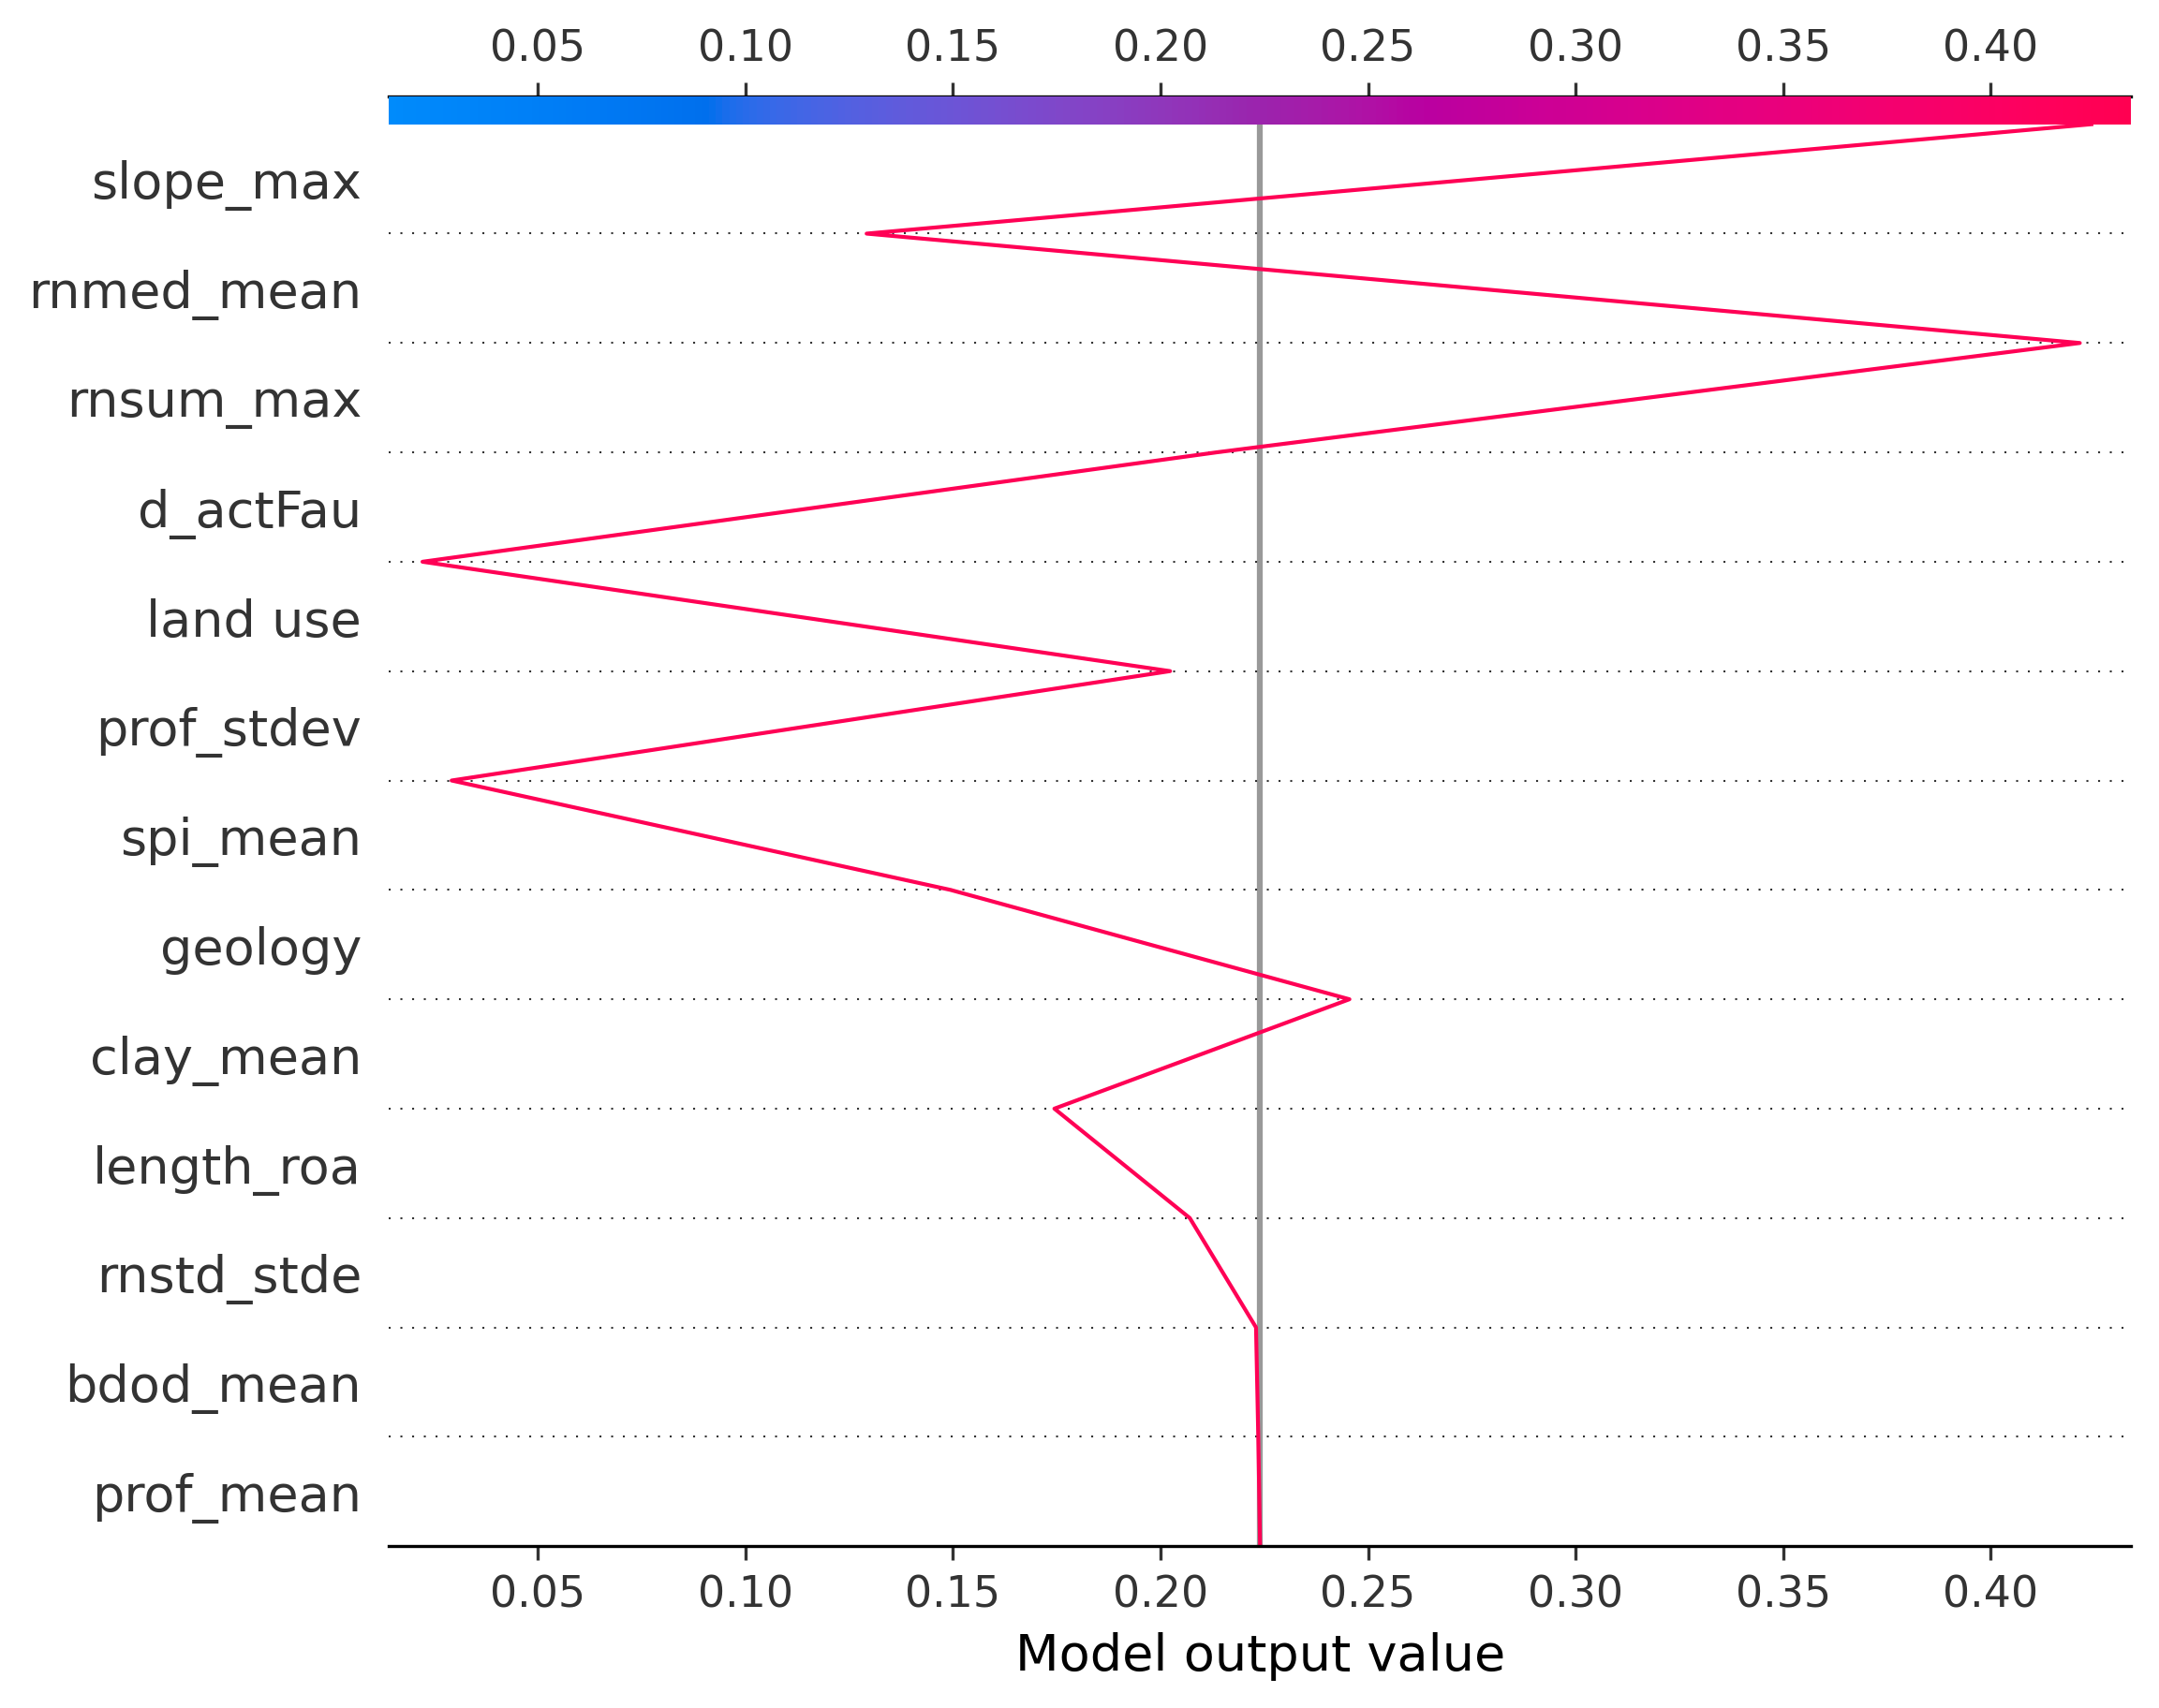 0.05 0.10 0.15 0.20 0.25 0.30 0.35 0.40
slope_max
rnmed_mean
rnsum_max
d_actFau
land use
prof_stdev
spi_mean
geology
clay_mean
length_roa
rnstd_stde
bdod_mean
prof_mean
0.05 0.10 0.15 0.20 0.25 0.30 0.35 0.40
Model output value